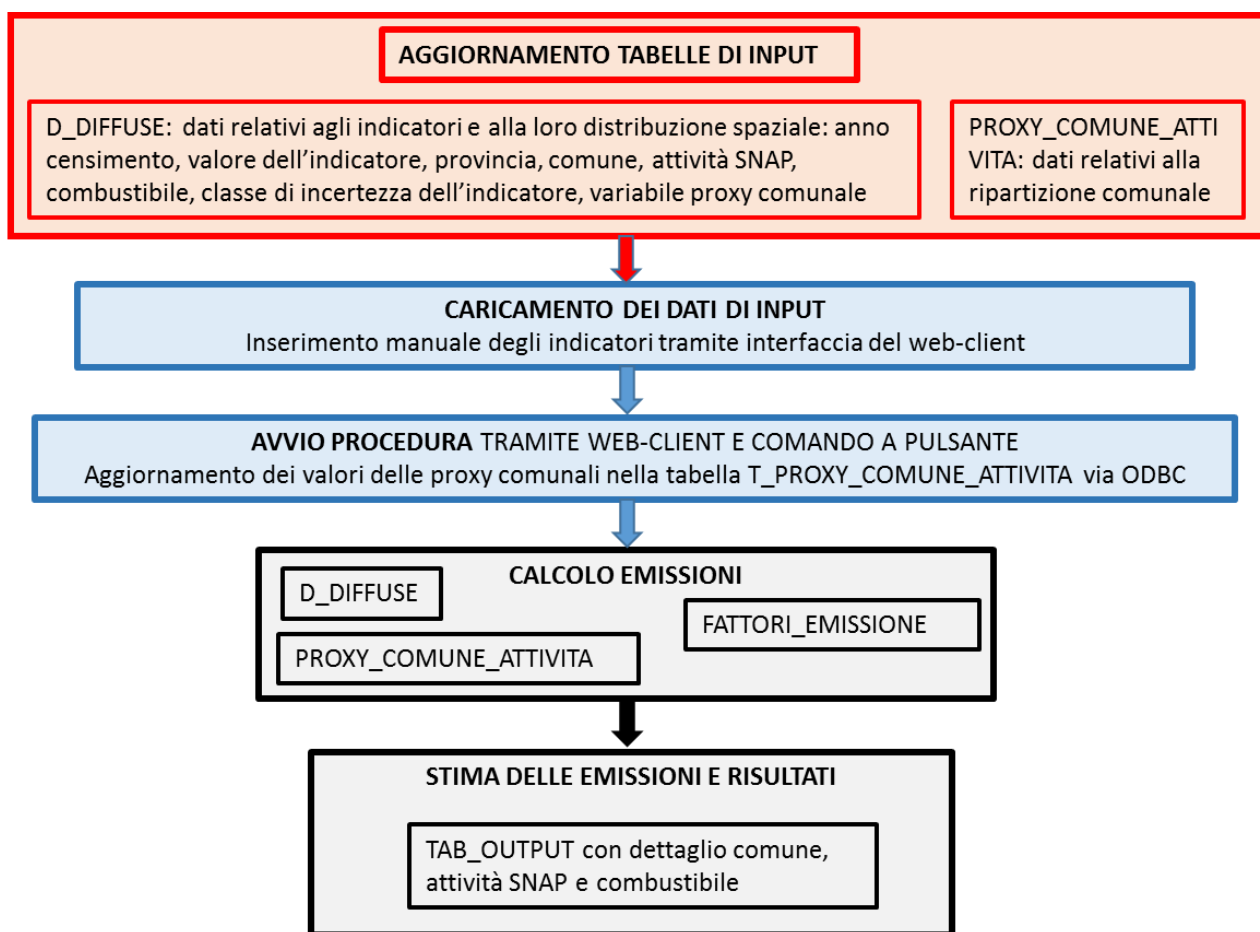 AGGIORNAMENTO TABELLE DI INPUT
D_DIFFUSE: dati relativi agli indicatori e alla loro distribuzione spaziale: anno
censimento, valore dell'indicatore, provincia, comune, attività SNAP,
combustibile, classe di incertezza dell'indicatore, variabile proxy comunale
PROXY_COMUNE_ATTI
VITA: dati relativi alla
ripartizione comunale
CARICAMENTO DEI DATI DI INPUT
Inserimento manuale degli indicatori tramite interfaccia del web-client
AVVIO PROCEDURA TRAMITE WEB-CLIENT E COMANDO A PULSANTE
Aggiornamento dei valori delle proxy comunali nella tabella T_PROXY_COMUNE_ATTIVITA via ODBC
CALCOLO EMISSIONI
D_DIFFUSE
FATTORI_EMISSIONE
PROXY_COMUNE_ATTIVITA
STIMA DELLE EMISSIONI E RISULTATI
TAB_OUTPUT con dettaglio comune,
attività SNAP e combustibile